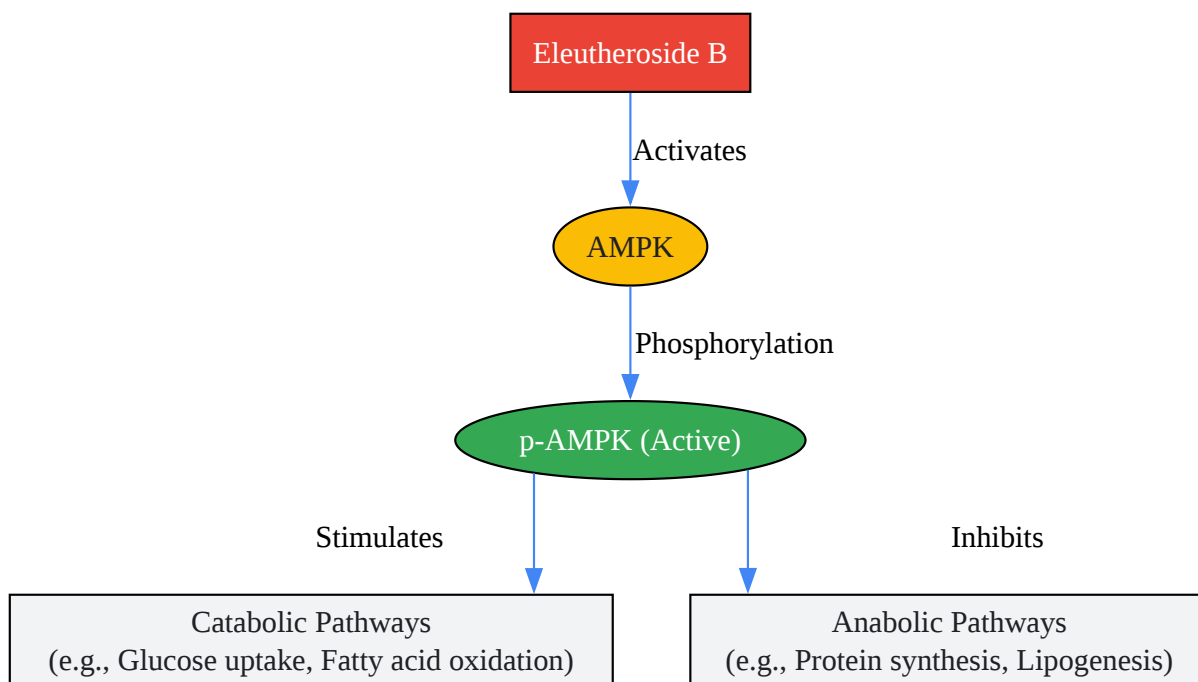 Eleutheroside B
Activates
AMPK
Phosphorylation
p-AMPK (Active)
Stimulates
Inhibits
Catabolic Pathways
(e.g., Glucose uptake, Fatty acid oxidation)
Anabolic Pathways
(e.g., Protein synthesis, Lipogenesis)